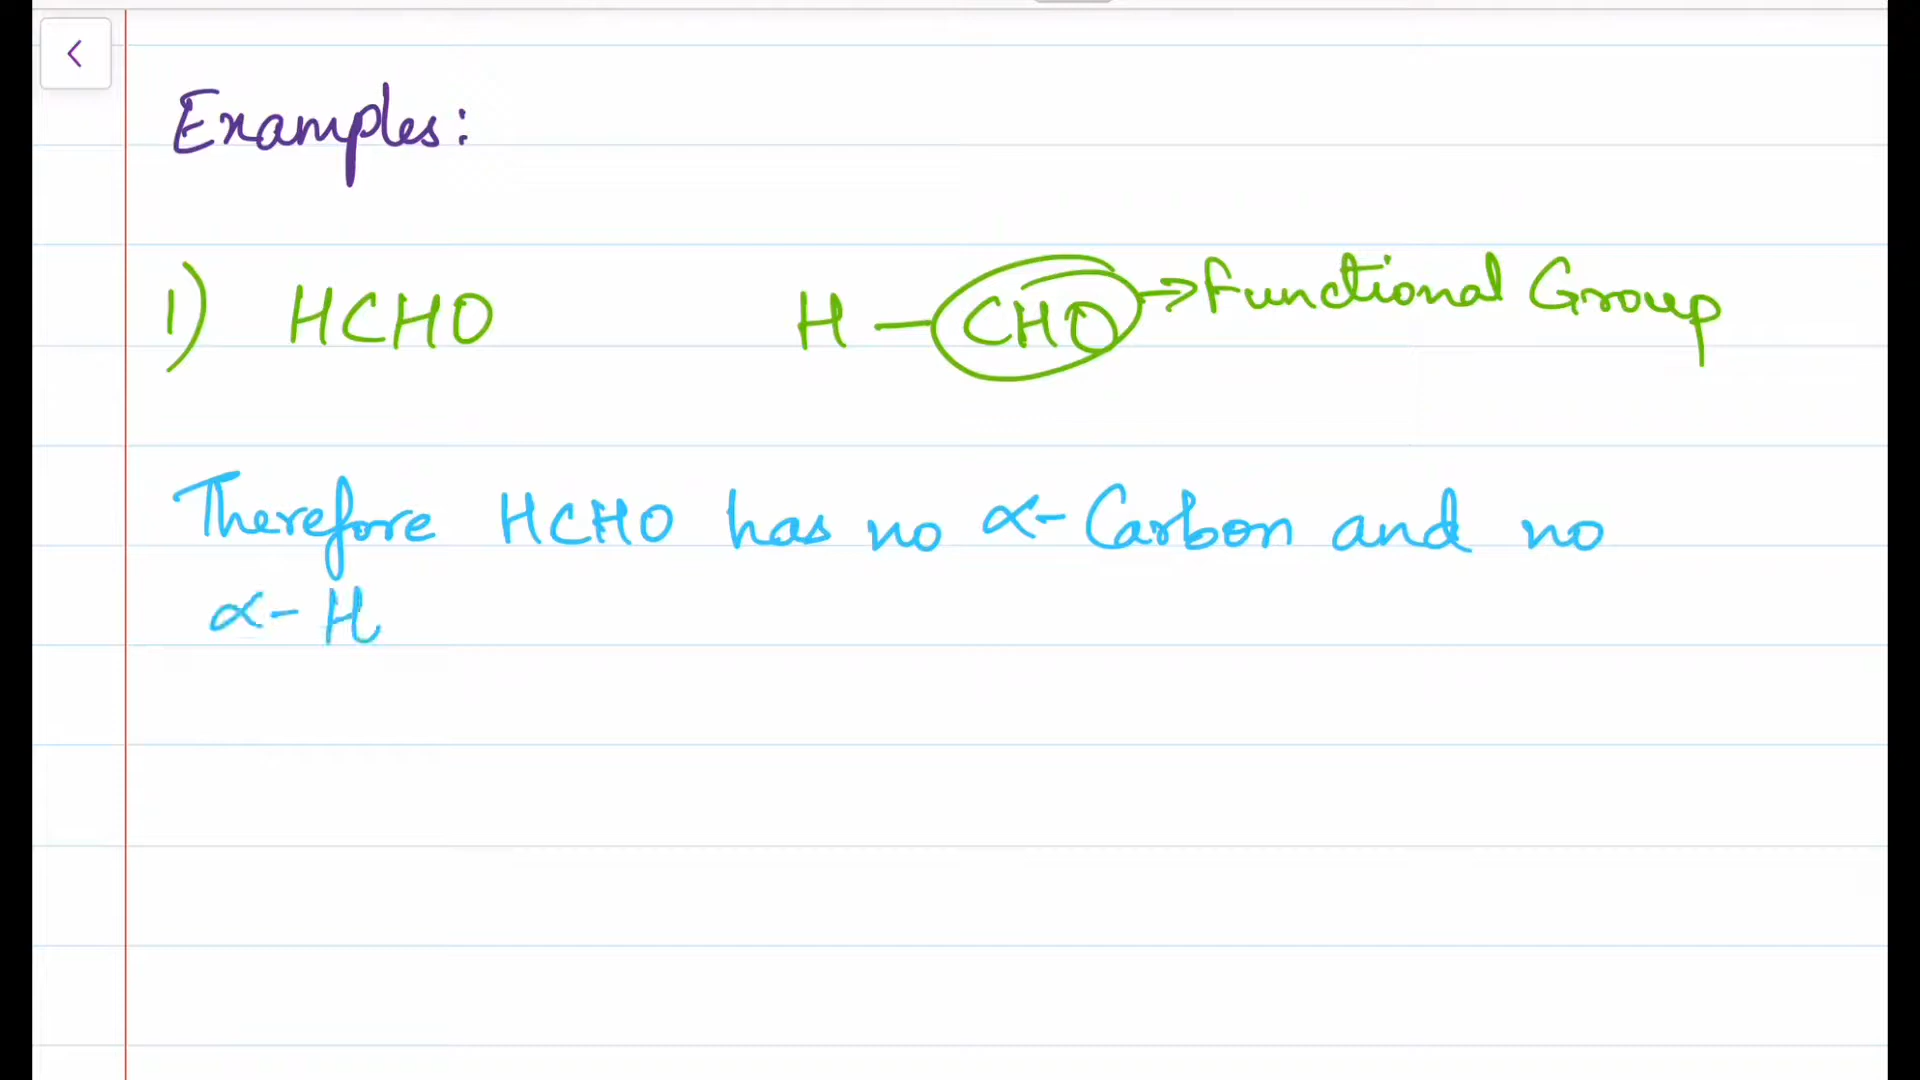 Examples:
1) HCHO H-CHO → Functional Group
Therefore HCHO has no α-Carbon and no
α-H